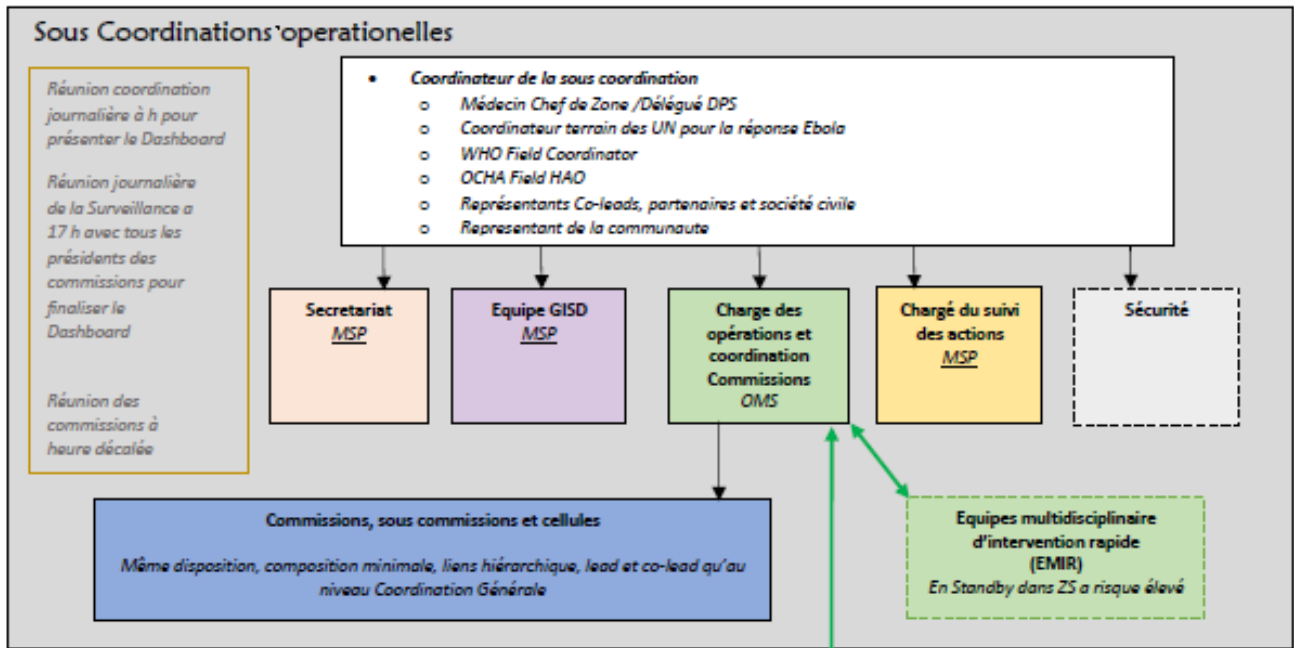 Sous Coordinations'operationelles
Réunion coordination
journalière à h pour
présenter le Dashboard
Réunion journalière
de la Surveillance a
17 h avec tous les
présidents des
commissions pour
finaliser le
Dashboard
Réunion des
commissions à
heure décalée
• Coordinateur de la sous coordination
o Médecin Chef de Zone /Délégué DPS
o Coordinateur terrain des UN pour la réponse Ebola
o WHO Field Coordinator
o OCHA Field HAO
o Représentants Co-leads, partenaires et société civile
o Representant de la communaute
Secretariat
MSP
Equipe GISD
MSP
Charge des
opérations et
coordination
Commissions
OMS
Chargé du suivi
des actions
MSP
Sécurité
Commissions, sous commissions et cellules
Même disposition, composition minimale, liens hiérarchique, lead et co-lead qu'au
niveau Coordination Générale
Equipes multidisciplinaire
d'intervention rapide
(EMIR)
En Standby dans ZS a risque élevé